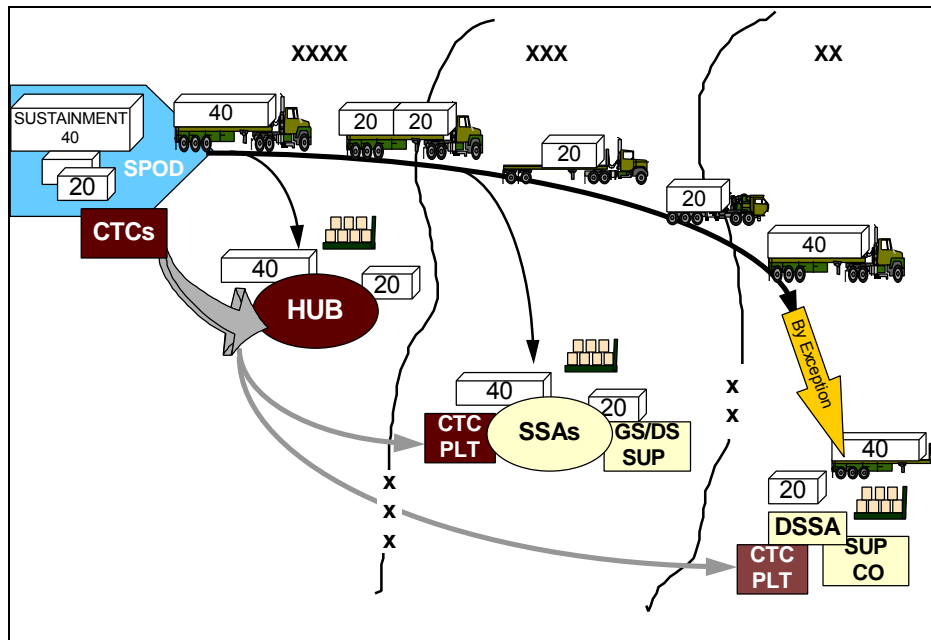 XXXX
XXX
XX
SUSTAINMENT
40
SPOD
20
40
20
20
20
20
40
CTCs
40
20
HUB
By Exception
40
20
CTC
PLT
SSAs
GS/DS
SUP
X
X
X
X
X
40
20
DSSA
CTC
PLT
SUP
CO